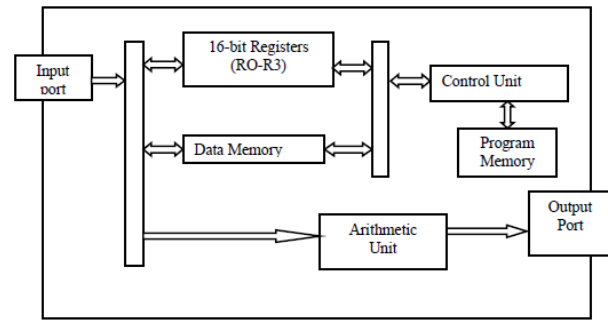 16-bit Registers
(RO-R3)
Input
port
Control Unit
Data Memory
Program
Memory
Output
Port
Arithmetic
Unit